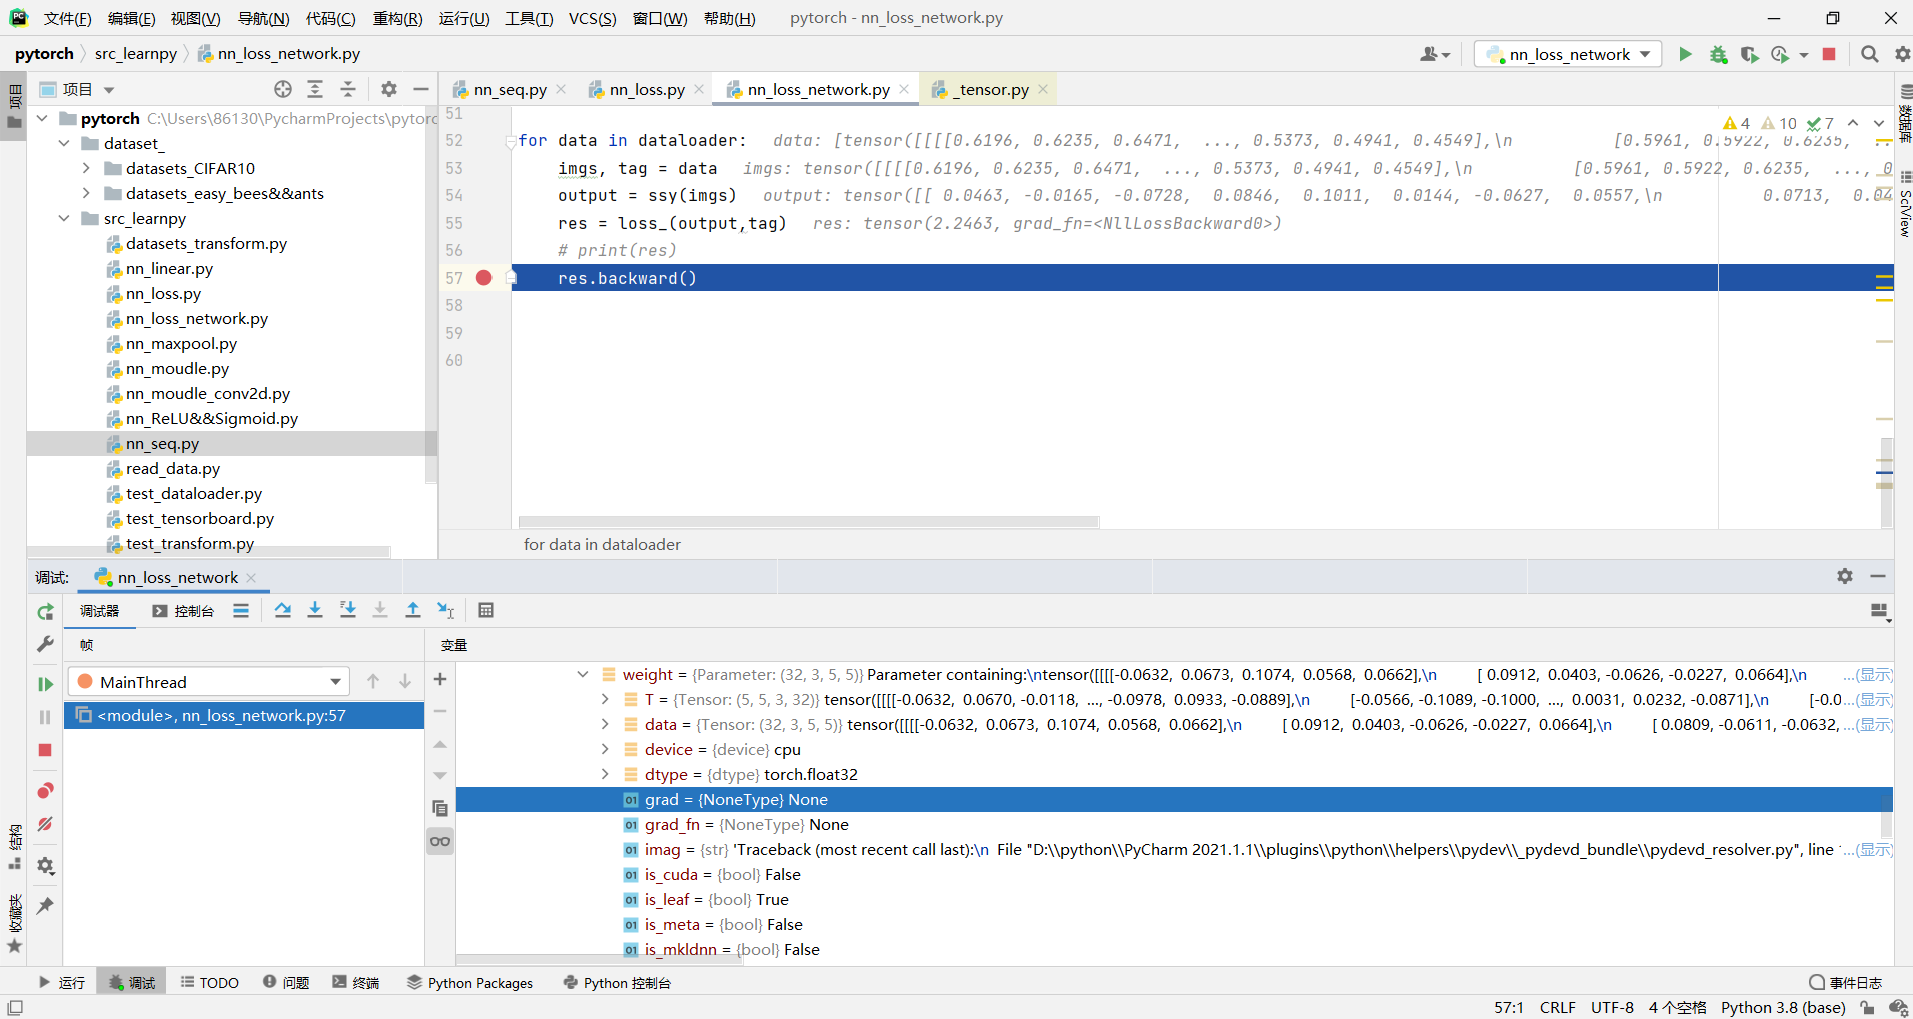 文件(F) 编辑(E) 视图(V) 导航(N) 代码(C) 重构(R) 运行(U) 工具(T) VCS(S) 窗口(W) 帮助(H) pytorch - nn_loss_network.py
pytorch src_learnpy nn_loss_network.py nn_loss_network
项目
项目
nn_seq.py nn_loss.py nn_loss_network.py _tensor.py
pytorch C:\Users\86130\PycharmProjects\pytorc
dataset_
datasets_CIFAR10
datasets_easy_bees&&ants
src_learnpy
datasets_transform.py
nn_linear.py
nn_loss.py
nn_loss_network.py
nn_maxpool.py
nn_moudle.py
nn_moudle_conv2d.py
nn_ReLU&&Sigmoid.py
nn_seq.py
read_data.py
test_dataloader.py
test_tensorboard.py
test_transform.py
4 10 7
51
52 for data in dataloader: data: [tensor([[[[0.6196, 0.6235, 0.6471, ..., 0.5373, 0.4941, 0.4549],\n [0.5961, 0.5922, 0.6235, ..
53 imgs, tag = data imgs: tensor([[[[0.6196, 0.6235, 0.6471, ..., 0.5373, 0.4941, 0.4549],\n [0.5961, 0.5922, 0.6235, ..., 0
54 output = ssy(imgs) output: tensor([[ 0.0463, -0.0165, -0.0728, 0.0846, 0.1011, 0.0144, -0.0627, 0.0557,\n 0.0713, 0.04
55 res = loss_(output,tag) res: tensor(2.2463, grad_fn=<NllLossBackward0>)
56 # print(res)
57 res.backward()
58
59
60
for data in dataloader
数据库
SciView
调试: nn_loss_network
调试器 控制台
帧
变量
MainThread
<module>, nn_loss_network.py:57
weight = {Parameter: (32, 3, 5, 5)} Parameter containing:\ntensor([[[[-0.0632, 0.0673, 0.1074, 0.0568, 0.0662],\n [ 0.0912, 0.0403, -0.0626, -0.0227, 0.0664],\n ...(显示)
T = {Tensor: (5, 5, 3, 32)} tensor([[[[-0.0632, 0.0670, -0.0118, ..., -0.0978, 0.0933, -0.0889],\n [-0.0566, -0.1089, -0.1000, ..., 0.0031, 0.0232, -0.0871],\n [-0.0 ...(显示)
data = {Tensor: (32, 3, 5, 5)} tensor([[[[-0.0632, 0.0673, 0.1074, 0.0568, 0.0662],\n [ 0.0912, 0.0403, -0.0626, -0.0227, 0.0664],\n [ 0.0809, -0.0611, -0.0632, ...(显示)
device = {device} cpu
dtype = {dtype} torch.float32
grad = {NoneType} None
grad_fn = {NoneType} None
imag = {str} 'Traceback (most recent call last):\n File "D:\\python\\PyCharm 2021.1.1\\plugins\\python\\helpers\\pydev\\_pydevd_bundle\\pydevd_resolver.py", line ...(显示)
is_cuda = {bool} False
is_leaf = {bool} True
is_meta = {bool} False
is_mkldnn = {bool} False
结构
收藏夹
运行 调试 TODO 问题 终端 Python Packages Python 控制台 事件日志
57:1 CRLF UTF-8 4 个空格 Python 3.8 (base)